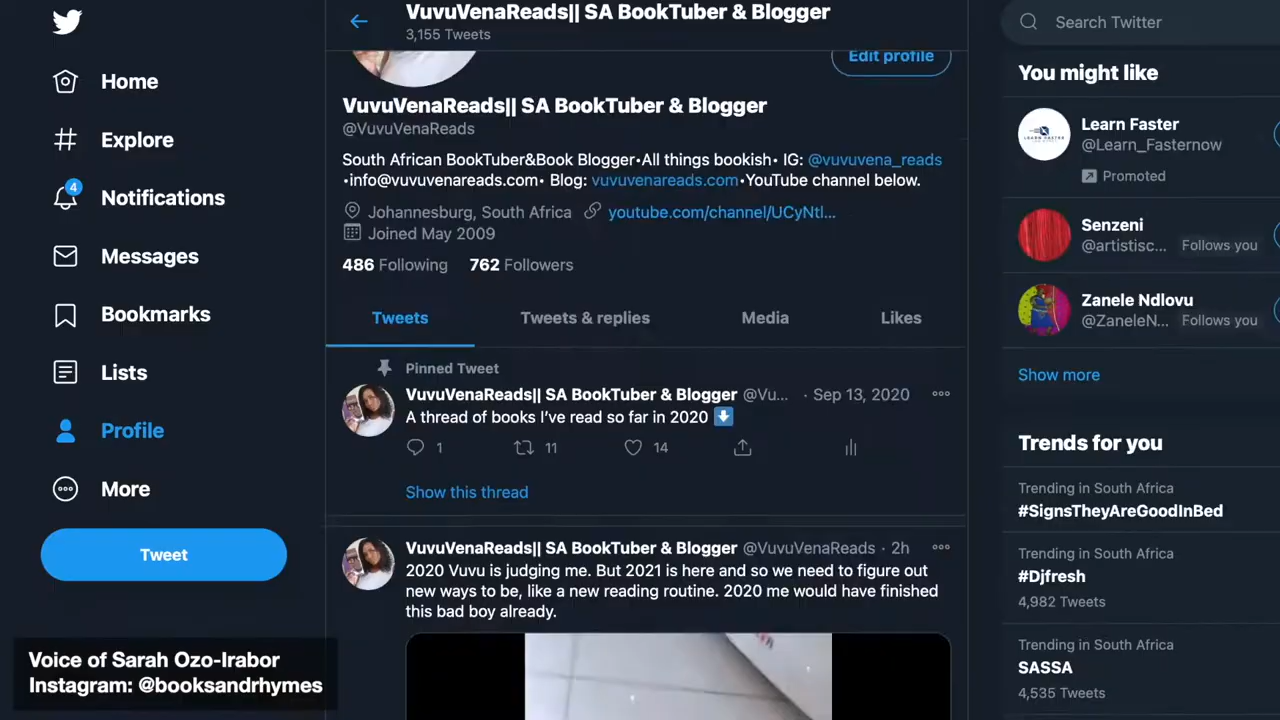 Home
Explore
4
Notifications
Messages
Bookmarks
Lists
Profile
More
Tweet
Voice of Sarah Ozo-Irabor
Instagram: @booksandrhymes
VuvuVenaReads|| SA BookTuber & Blogger
3,155 Tweets
Edit profile
VuvuVenaReads|| SA BookTuber & Blogger
@VuvuVenaReads
South African BookTuber&Book Blogger•All things bookish• IG: @vuvuvena_reads
•info@vuvuvenareads.com• Blog: vuvuvenareads.com•YouTube channel below.
Johannesburg, South Africa youtube.com/channel/UCyNtl...
Joined May 2009
486 Following 762 Followers
Tweets Tweets & replies Media Likes
Pinned Tweet
VuvuVenaReads|| SA BookTuber & Blogger @Vu... · Sep 13, 2020
A thread of books I've read so far in 2020 ⬇️
1 11 14
Show this thread
VuvuVenaReads|| SA BookTuber & Blogger @VuvuVenaReads · 2h
2020 Vuvu is judging me. But 2021 is here and so we need to figure out
new ways to be, like a new reading routine. 2020 me would have finished
this bad boy already.
Search Twitter
You might like
LEARN FASTER
Learn Faster
@Learn_Fasternow
Promoted
Senzeni
@artistisc... Follows you
Zanele Ndlovu
@ZaneleN... Follows you
Show more
Trends for you
Trending in South Africa
#SignsTheyAreGoodInBed
Trending in South Africa
#Djfresh
4,982 Tweets
Trending in South Africa
SASSA
4,535 Tweets